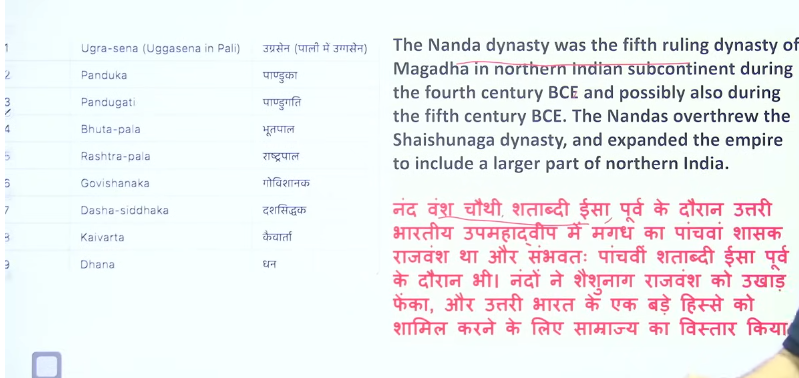 1 Ugra-sena (Uggasena in Pali) उग्रसेन (पाली में उग्गसेन)
2 Panduka पाण्डुका
3 Pandugati पाण्डुगति
4 Bhuta-pala भूतपाल
5 Rashtra-pala राष्ट्रपाल
6 Govishanaka गोविशानक
7 Dasha-siddhaka दशसिद्धक
8 Kaivarta कैवार्ता
9 Dhana धन
The Nanda dynasty was the fifth ruling dynasty of
Magadha in northern Indian subcontinent during
the fourth century BCE and possibly also during
the fifth century BCE. The Nandas overthrew the
Shaishunaga dynasty, and expanded the empire
to include a larger part of northern India.
नंद वंश चौथी शताब्दी ईसा पूर्व के दौरान उत्तरी
भारतीय उपमहाद्वीप में मगध का पांचवां शासक
राजवंश था और संभवतः पांचवीं शताब्दी ईसा पूर्व
के दौरान भी। नंदों ने शैशुनाग राजवंश को उखाड़
फेंका, और उत्तरी भारत के एक बड़े हिस्से को
शामिल करने के लिए साम्राज्य का विस्तार किया